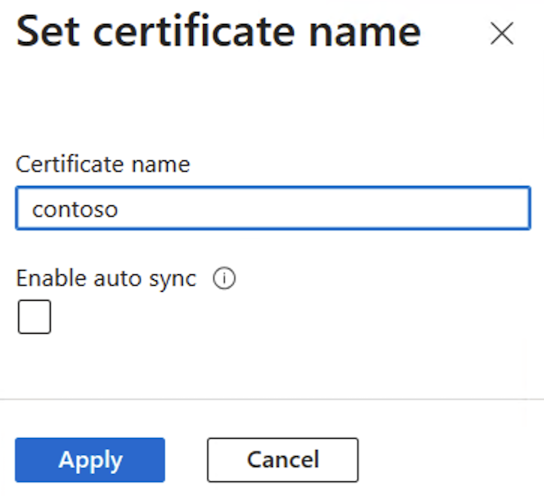 Set certificate name
Certificate name
contoso
Enable auto sync
Apply
Cancel